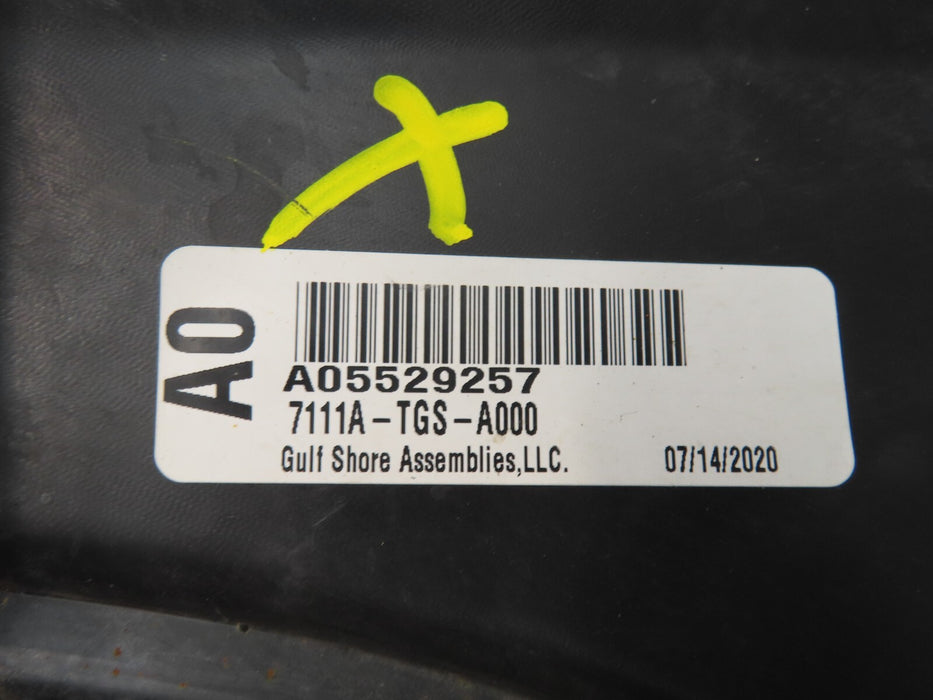 A0
A05529257
7111A-TGS-A000
Gulf Shore Assemblies,LLC.
07/14/2020